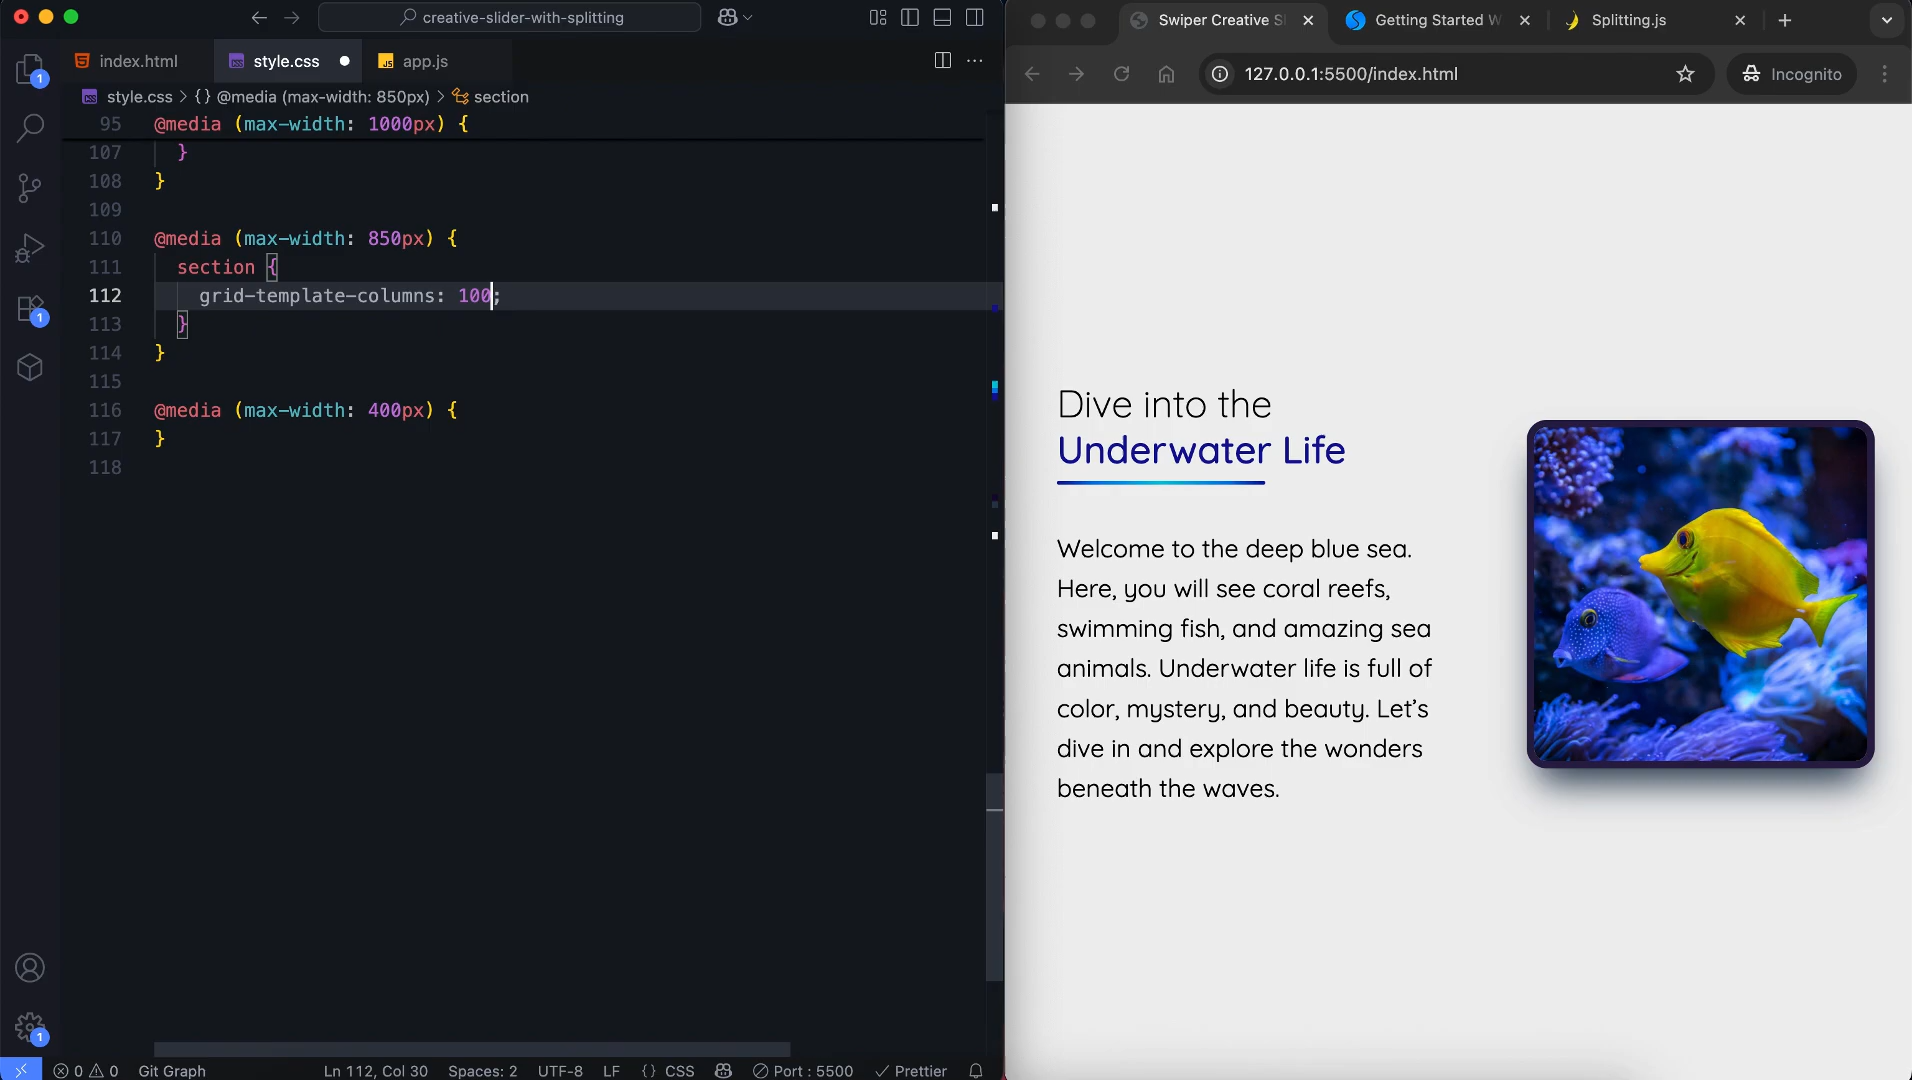 creative-slider-with-splitting
index.html
style.css
app.js
style.css > {} @media (max-width: 850px) > section
95 @media (max-width: 1000px) {
107 }
108 }
109
110 @media (max-width: 850px) {
111 section {
112 grid-template-columns: 100;
113 }
114 }
115
116 @media (max-width: 400px) {
117 }
118
1
1
1
0 0 Git Graph Ln 112, Col 30 Spaces: 2 UTF-8 LF {} CSS Port : 5500 Prettier
Swiper Creative S
Getting Started W
Splitting.js
127.0.0.1:5500/index.html
Incognito
Dive into the
Underwater Life
Welcome to the deep blue sea.
Here, you will see coral reefs,
swimming fish, and amazing sea
animals. Underwater life is full of
color, mystery, and beauty. Let’s
dive in and explore the wonders
beneath the waves.